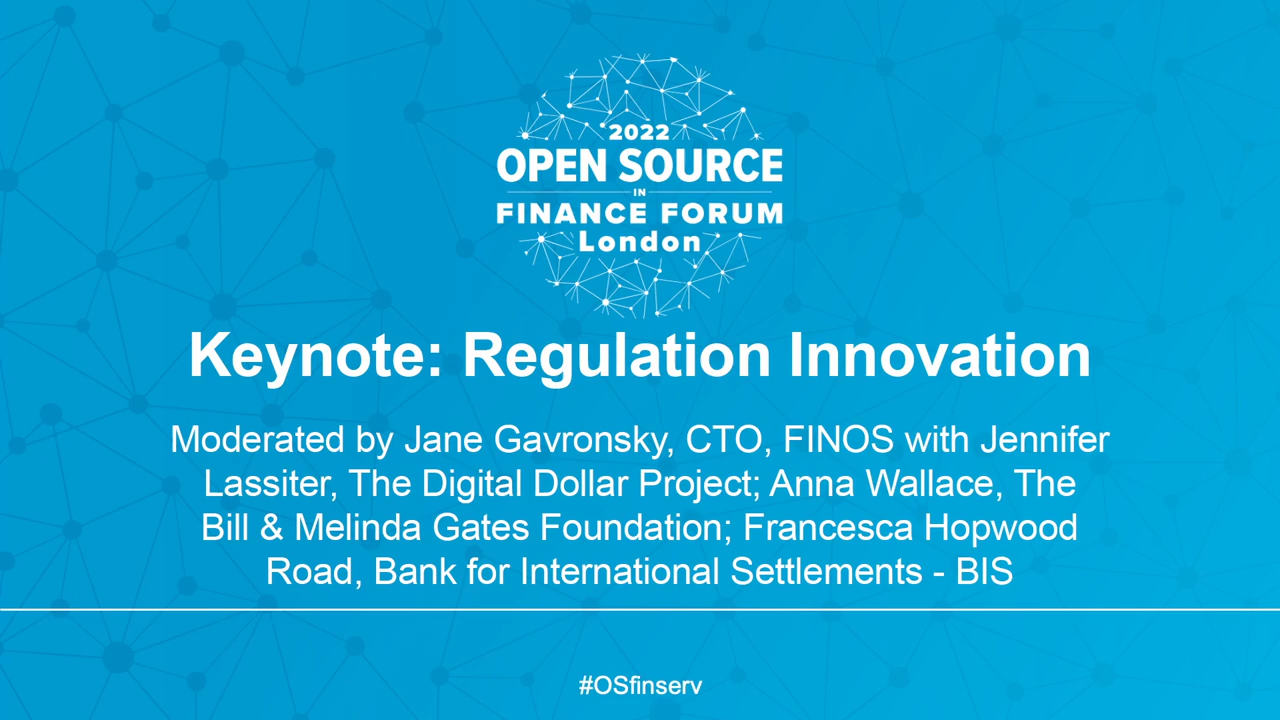 2022
OPEN SOURCE
IN
FINANCE FORUM
London
Keynote: Regulation Innovation
Moderated by Jane Gavronsky, CTO, FINOS with Jennifer
Lassiter, The Digital Dollar Project; Anna Wallace, The
Bill & Melinda Gates Foundation; Francesca Hopwood
Road, Bank for International Settlements - BIS
#OSfinserv